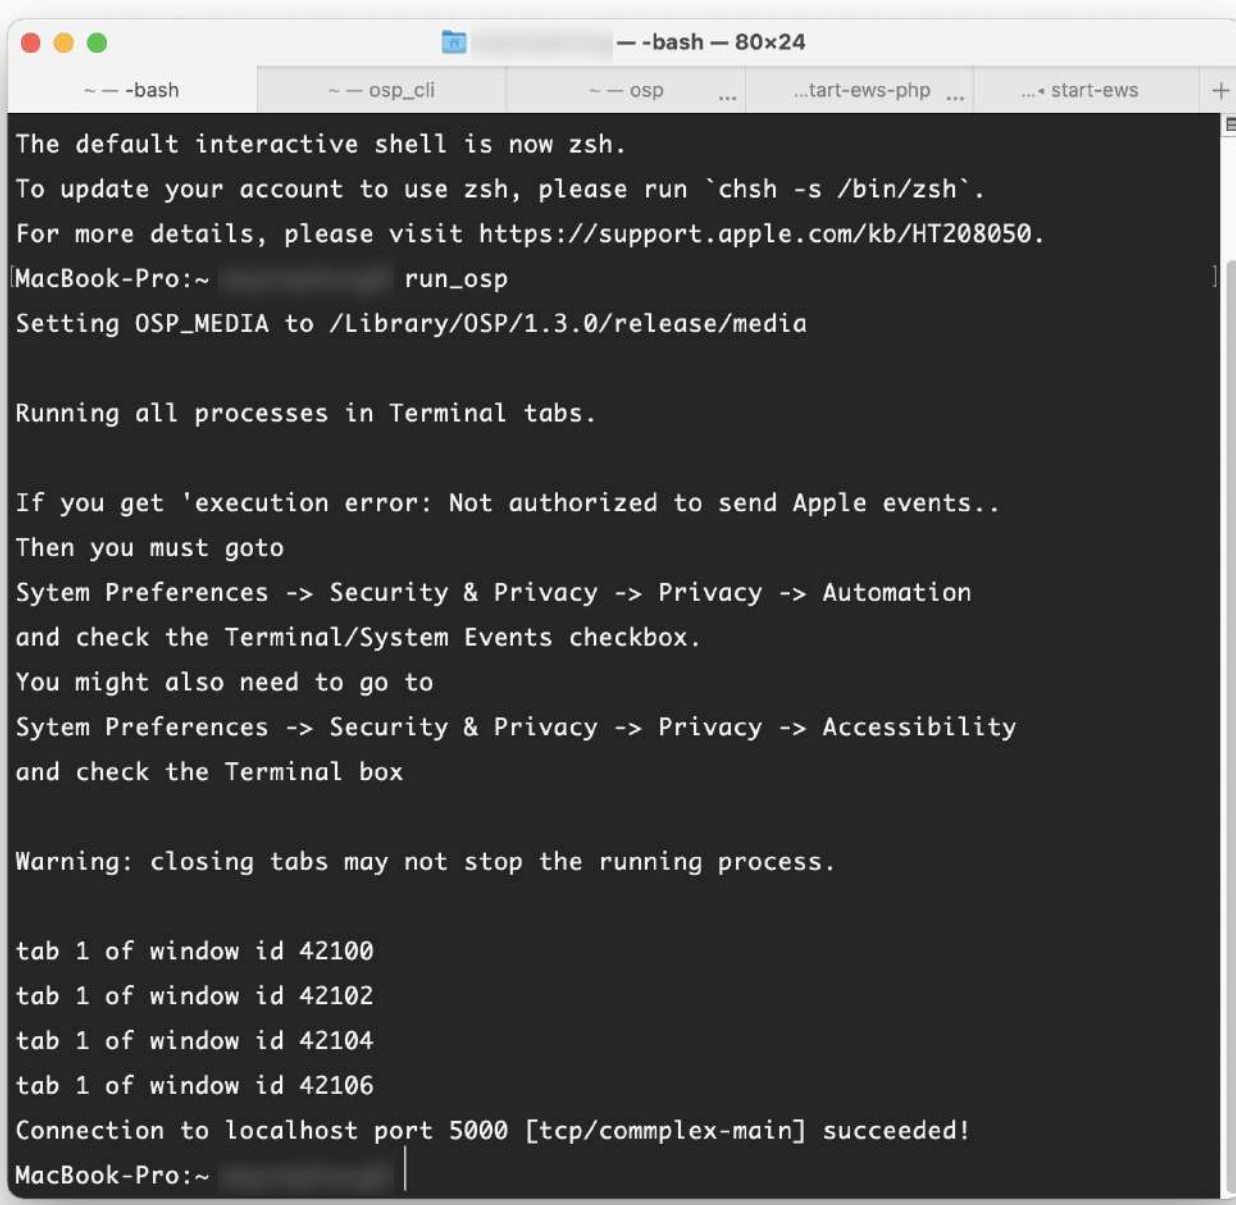 — -bash — 80×24
~ — -bash
~ — osp_cli
~ — osp ...
...tart-ews-php ...
...◂ start-ews
+
The default interactive shell is now zsh.
To update your account to use zsh, please run `chsh -s /bin/zsh`.
For more details, please visit https://support.apple.com/kb/HT208050.
[MacBook-Pro:~ run_osp ]
Setting OSP_MEDIA to /Library/OSP/1.3.0/release/media
Running all processes in Terminal tabs.
If you get 'execution error: Not authorized to send Apple events..
Then you must goto
Sytem Preferences -> Security & Privacy -> Privacy -> Automation
and check the Terminal/System Events checkbox.
You might also need to go to
Sytem Preferences -> Security & Privacy -> Privacy -> Accessibility
and check the Terminal box
Warning: closing tabs may not stop the running process.
tab 1 of window id 42100
tab 1 of window id 42102
tab 1 of window id 42104
tab 1 of window id 42106
Connection to localhost port 5000 [tcp/commplex-main] succeeded!
MacBook-Pro:~